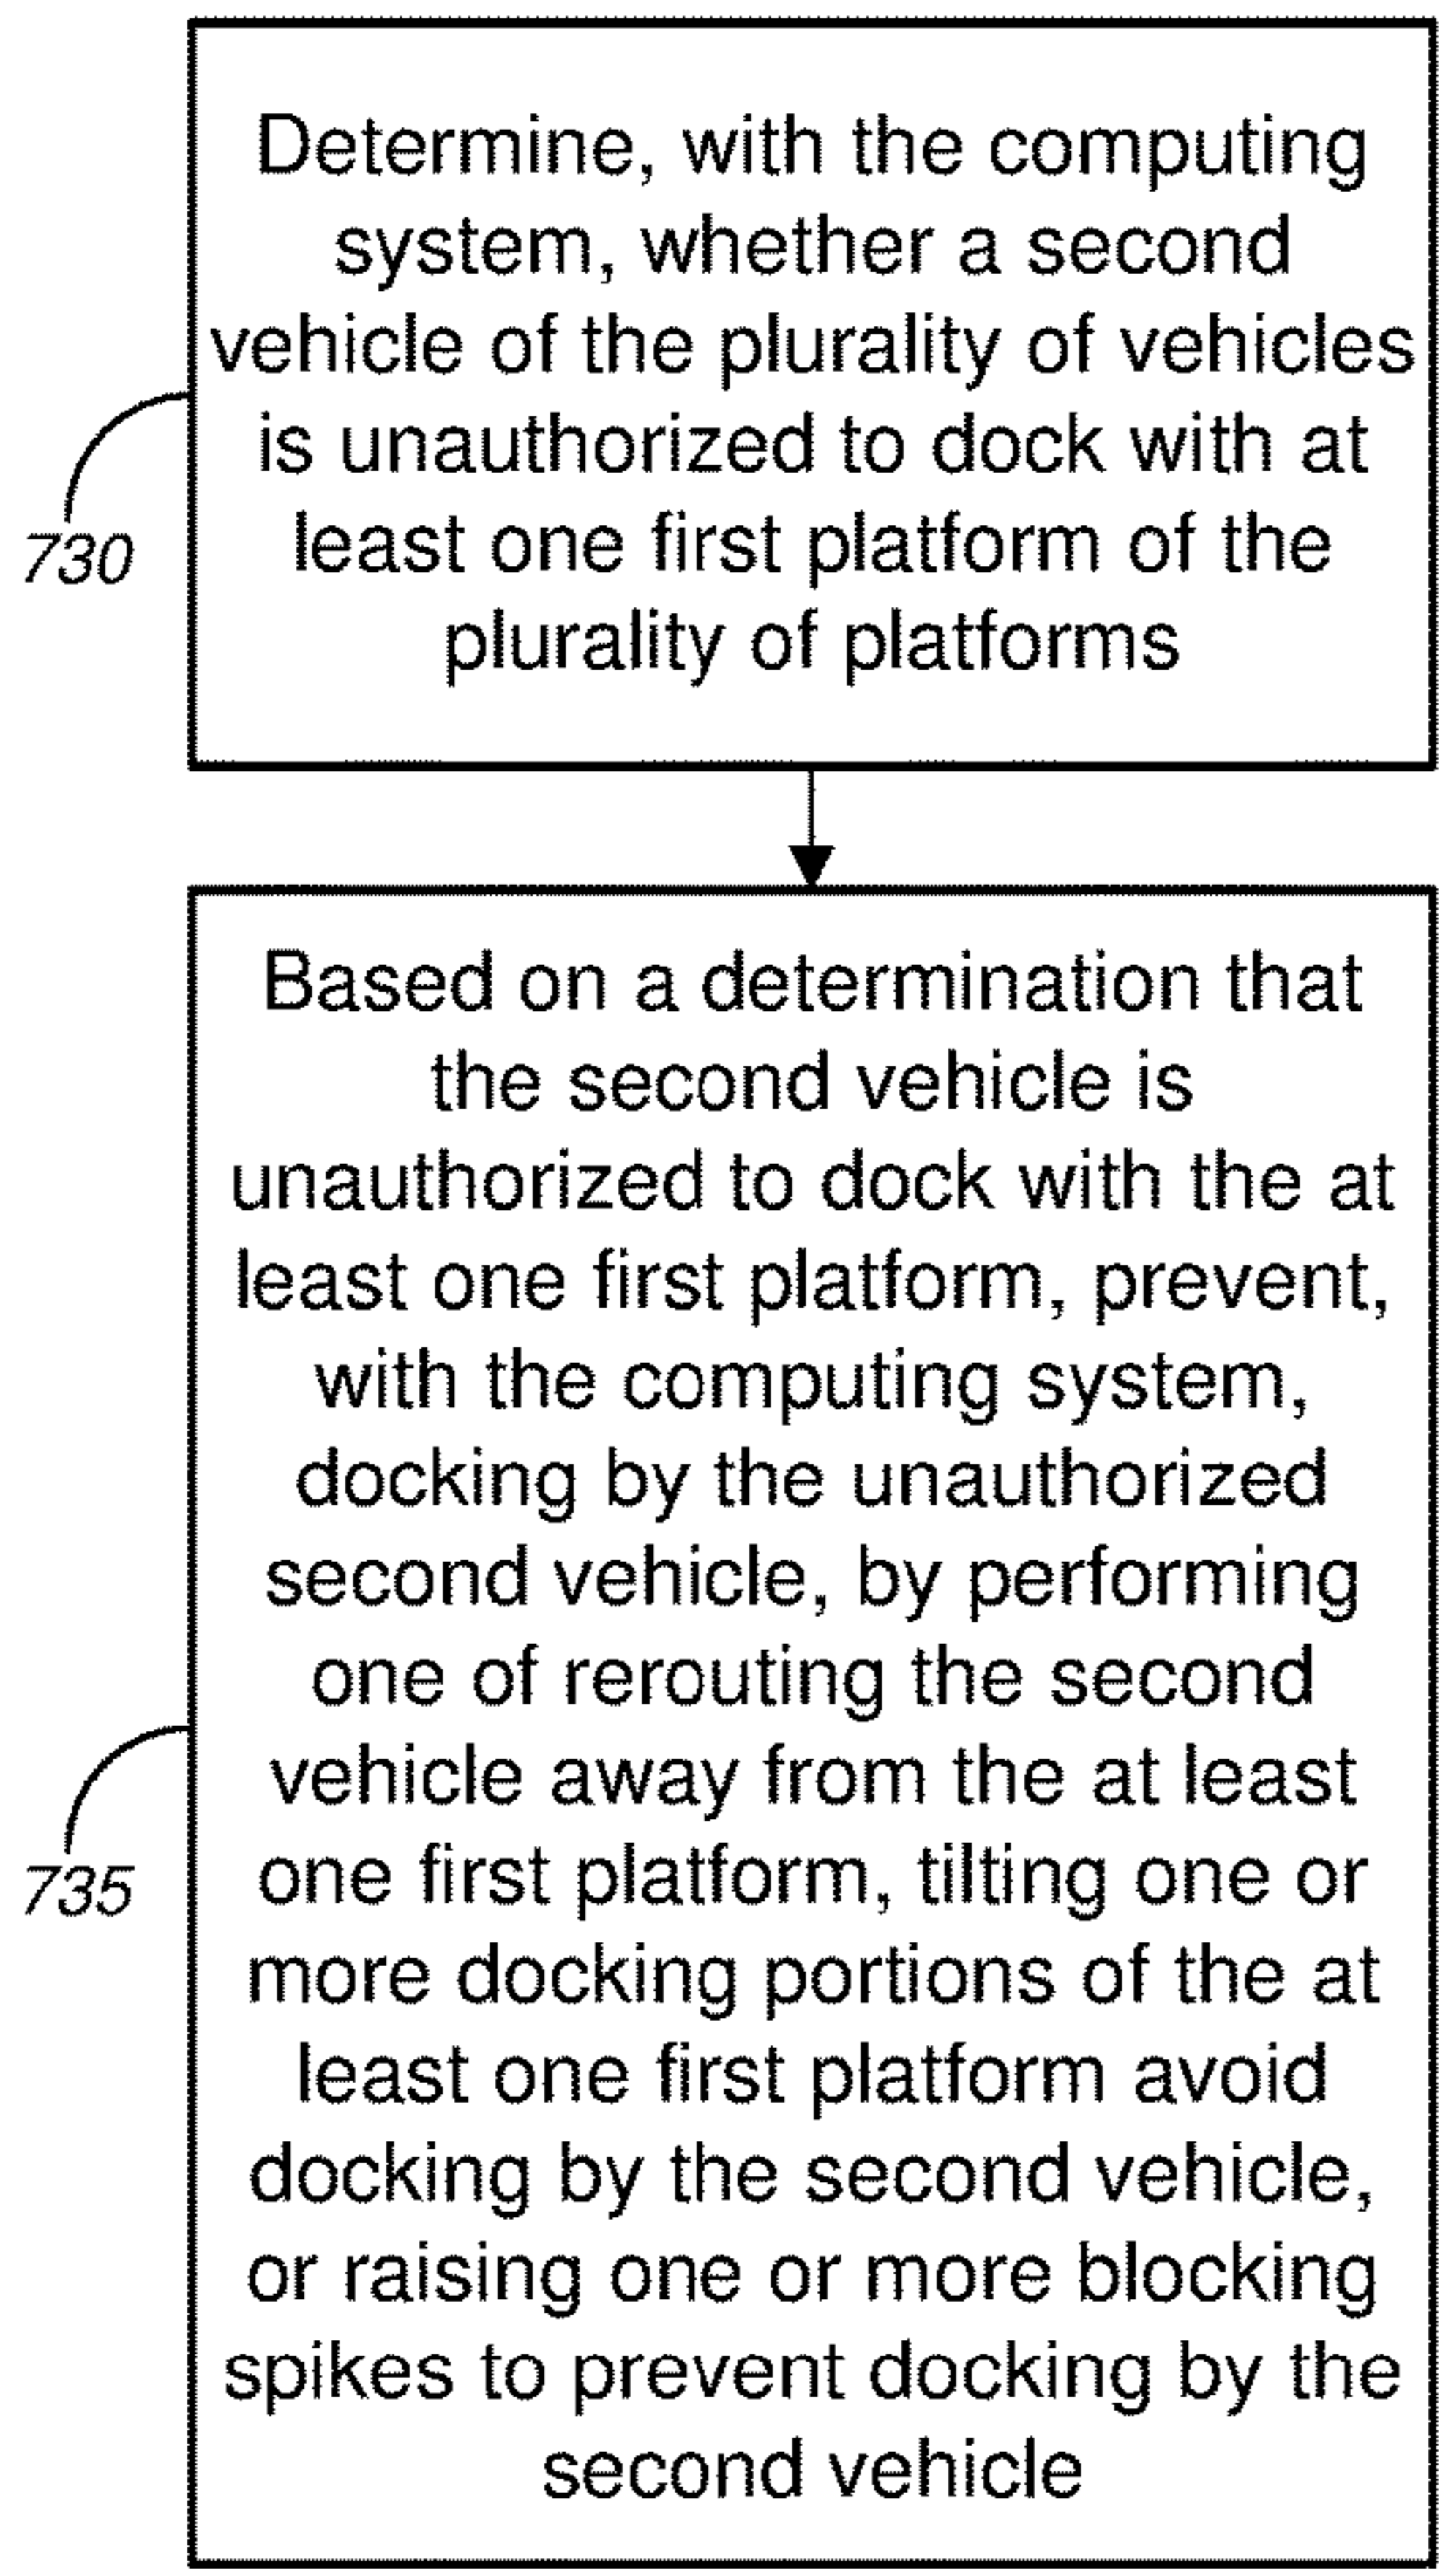 Determine, with the computing
system, whether a second
vehicle of the plurality of vehicles
is unauthorized to dock with at
least one first platform of the
plurality of platforms
730
Based on a determination that
the second vehicle is
unauthorized to dock with the at
least one first platform, prevent,
with the computing system,
docking by the unauthorized
second vehicle, by performing
one of rerouting the second
vehicle away from the at least
one first platform, tilting one or
more docking portions of the at
least one first platform avoid
docking by the second vehicle,
or raising one or more blocking
spikes to prevent docking by the
second vehicle
735